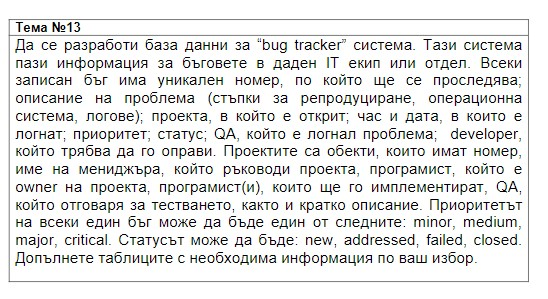 Тема №13
Да се разработи база данни за “bug tracker” система. Тази система
пази информация за бъговете в даден IT екип или отдел. Всеки
записан бъг има уникален номер, по който ще се проследява;
описание на проблема (стъпки за репродуциране, операционна
система, логове); проекта, в който е открит; час и дата, в които е
логнат; приоритет; статус; QA, който е логнал проблема; developer,
който трябва да го оправи. Проектите са обекти, които имат номер,
име на мениджъра, който ръководи проекта, програмист, който е
owner на проекта, програмист(и), които ще го имплементират, QA,
който отговаря за тестването, както и кратко описание. Приоритетът
на всеки един бъг може да бъде един от следните: minor, medium,
major, critical. Статусът може да бъде: new, addressed, failed, closed.
Допълнете таблиците с необходима информация по ваш избор.